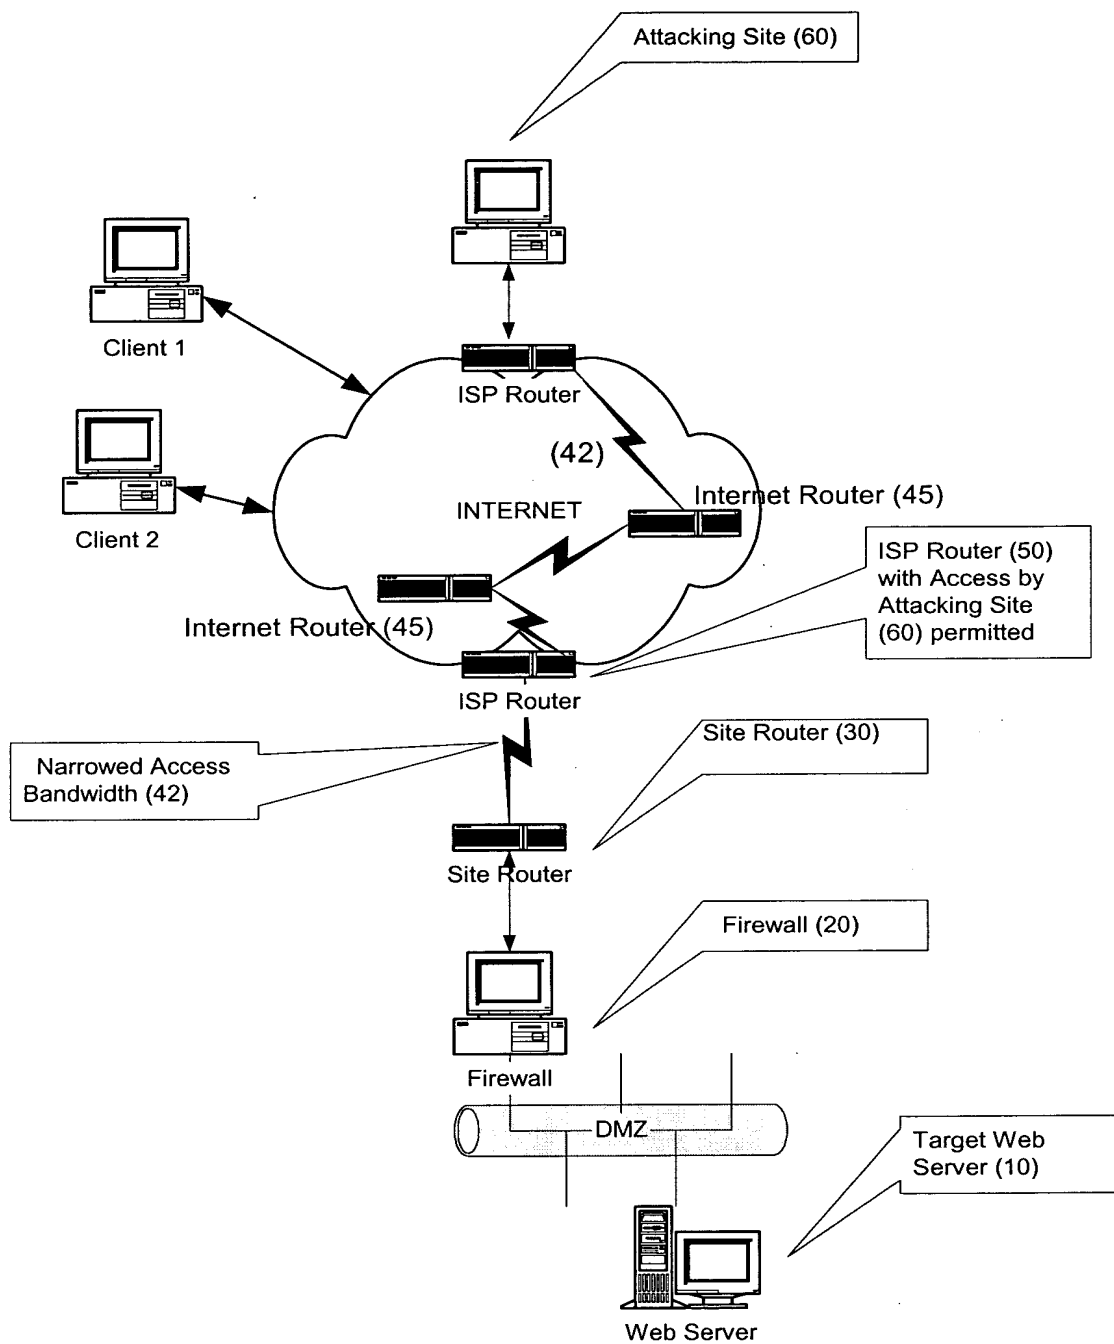 Attacking Site (60)
Client 1
ISP Router
(42)
Client 2
INTERNET
Internet Router (45)
ISP Router (50)
with Access by
Attacking Site
(60) permitted
Internet Router (45)
ISP Router
Narrowed Access
Bandwidth (42)
Site Router (30)
Site Router
Firewall (20)
Firewall
DMZ
Target Web
Server (10)
Web Server